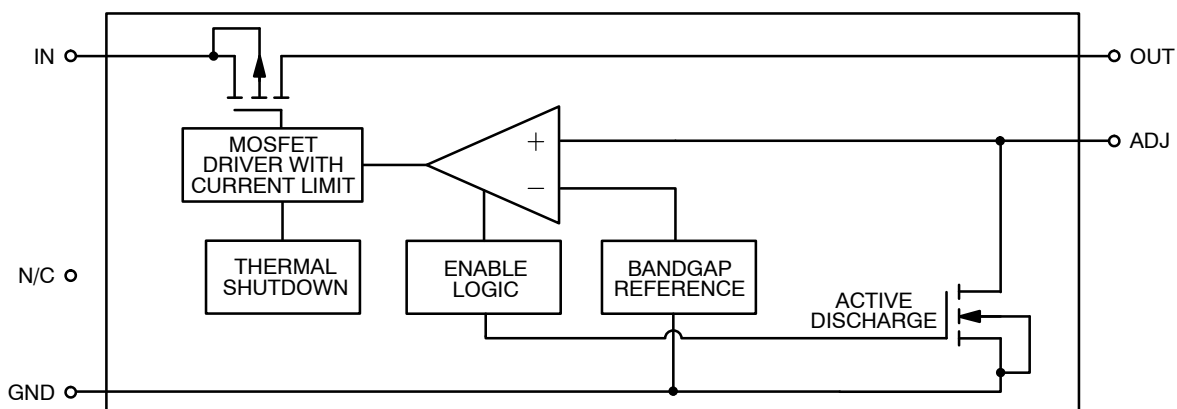 IN
OUT
MOSFET
DRIVER WITH
CURRENT LIMIT
+
−
ADJ
THERMAL
SHUTDOWN
ENABLE
LOGIC
BANDGAP
REFERENCE
N/C
ACTIVE
DISCHARGE
GND